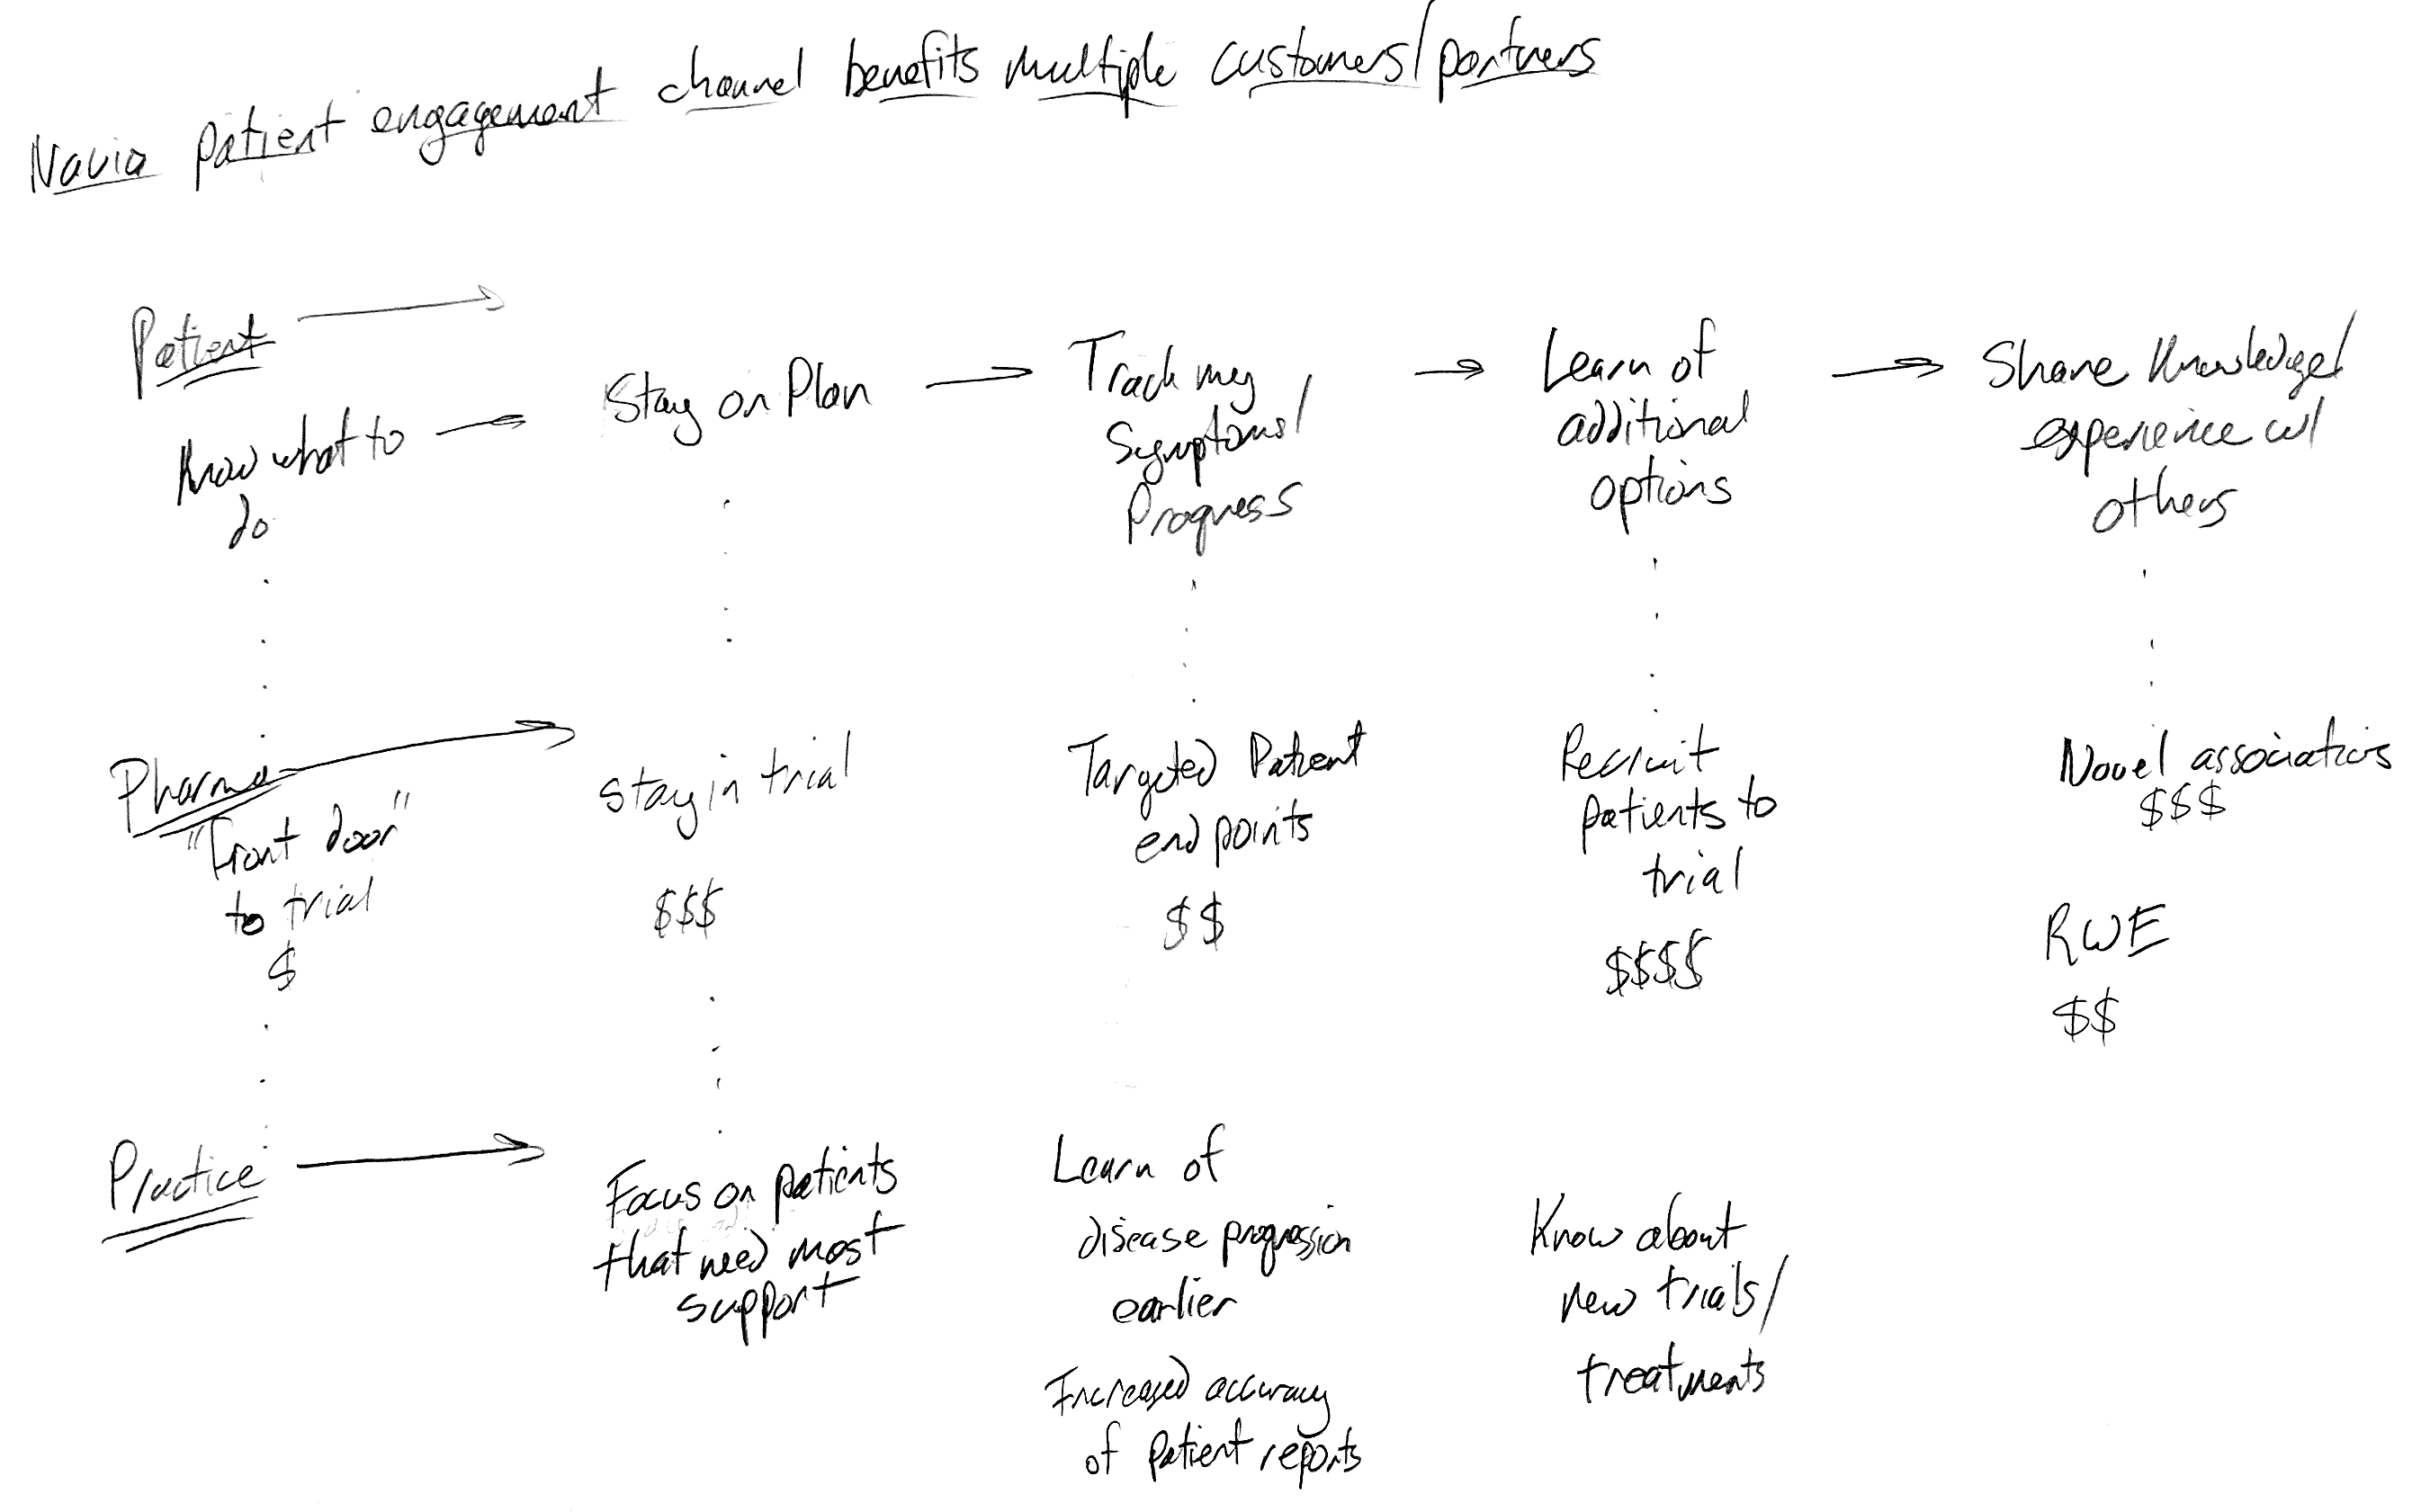 Navia patient engagement channel benefits multiple customers/partners
Patient
Know what to
do
Stay on Plan
Track my
Symptoms/
Progress
Learn of
additional
options
Share Knowledge/
experience w/
others
Pharma
"Front door"
to trial
$
stay in trial
$$$
Targeted Patient
endpoints
$$
Recruit
patients to
trial
$$$$
Novel associations
$$$
RWE
$$
Practice
Focus on patients
that need most
support
Learn of
disease progression
earlier
Increased accuracy
of patient reports
Know about
new trials/
treatments